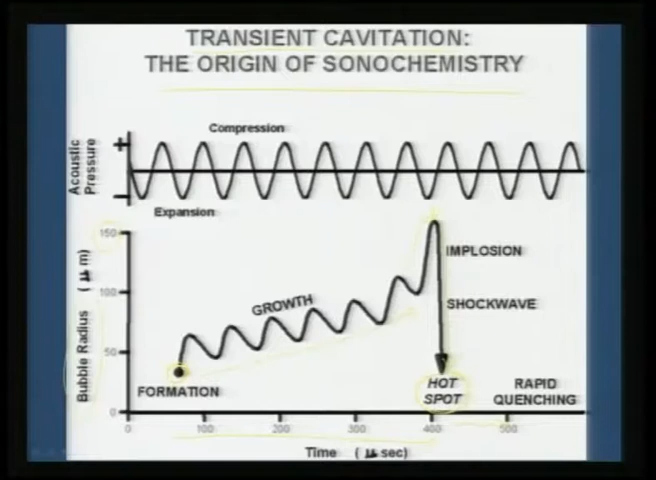 TRANSIENT CAVITATION:
THE ORIGIN OF SONOCHEMISTRY
Acoustic
Pressure
+
-
Compression
Expansion
Bubble Radius (μm)
150
100
50
0
GROWTH
FORMATION
IMPLOSION
SHOCKWAVE
HOT
SPOT
RAPID
QUENCHING
0 100 200 300 400 500
Time (μsec)